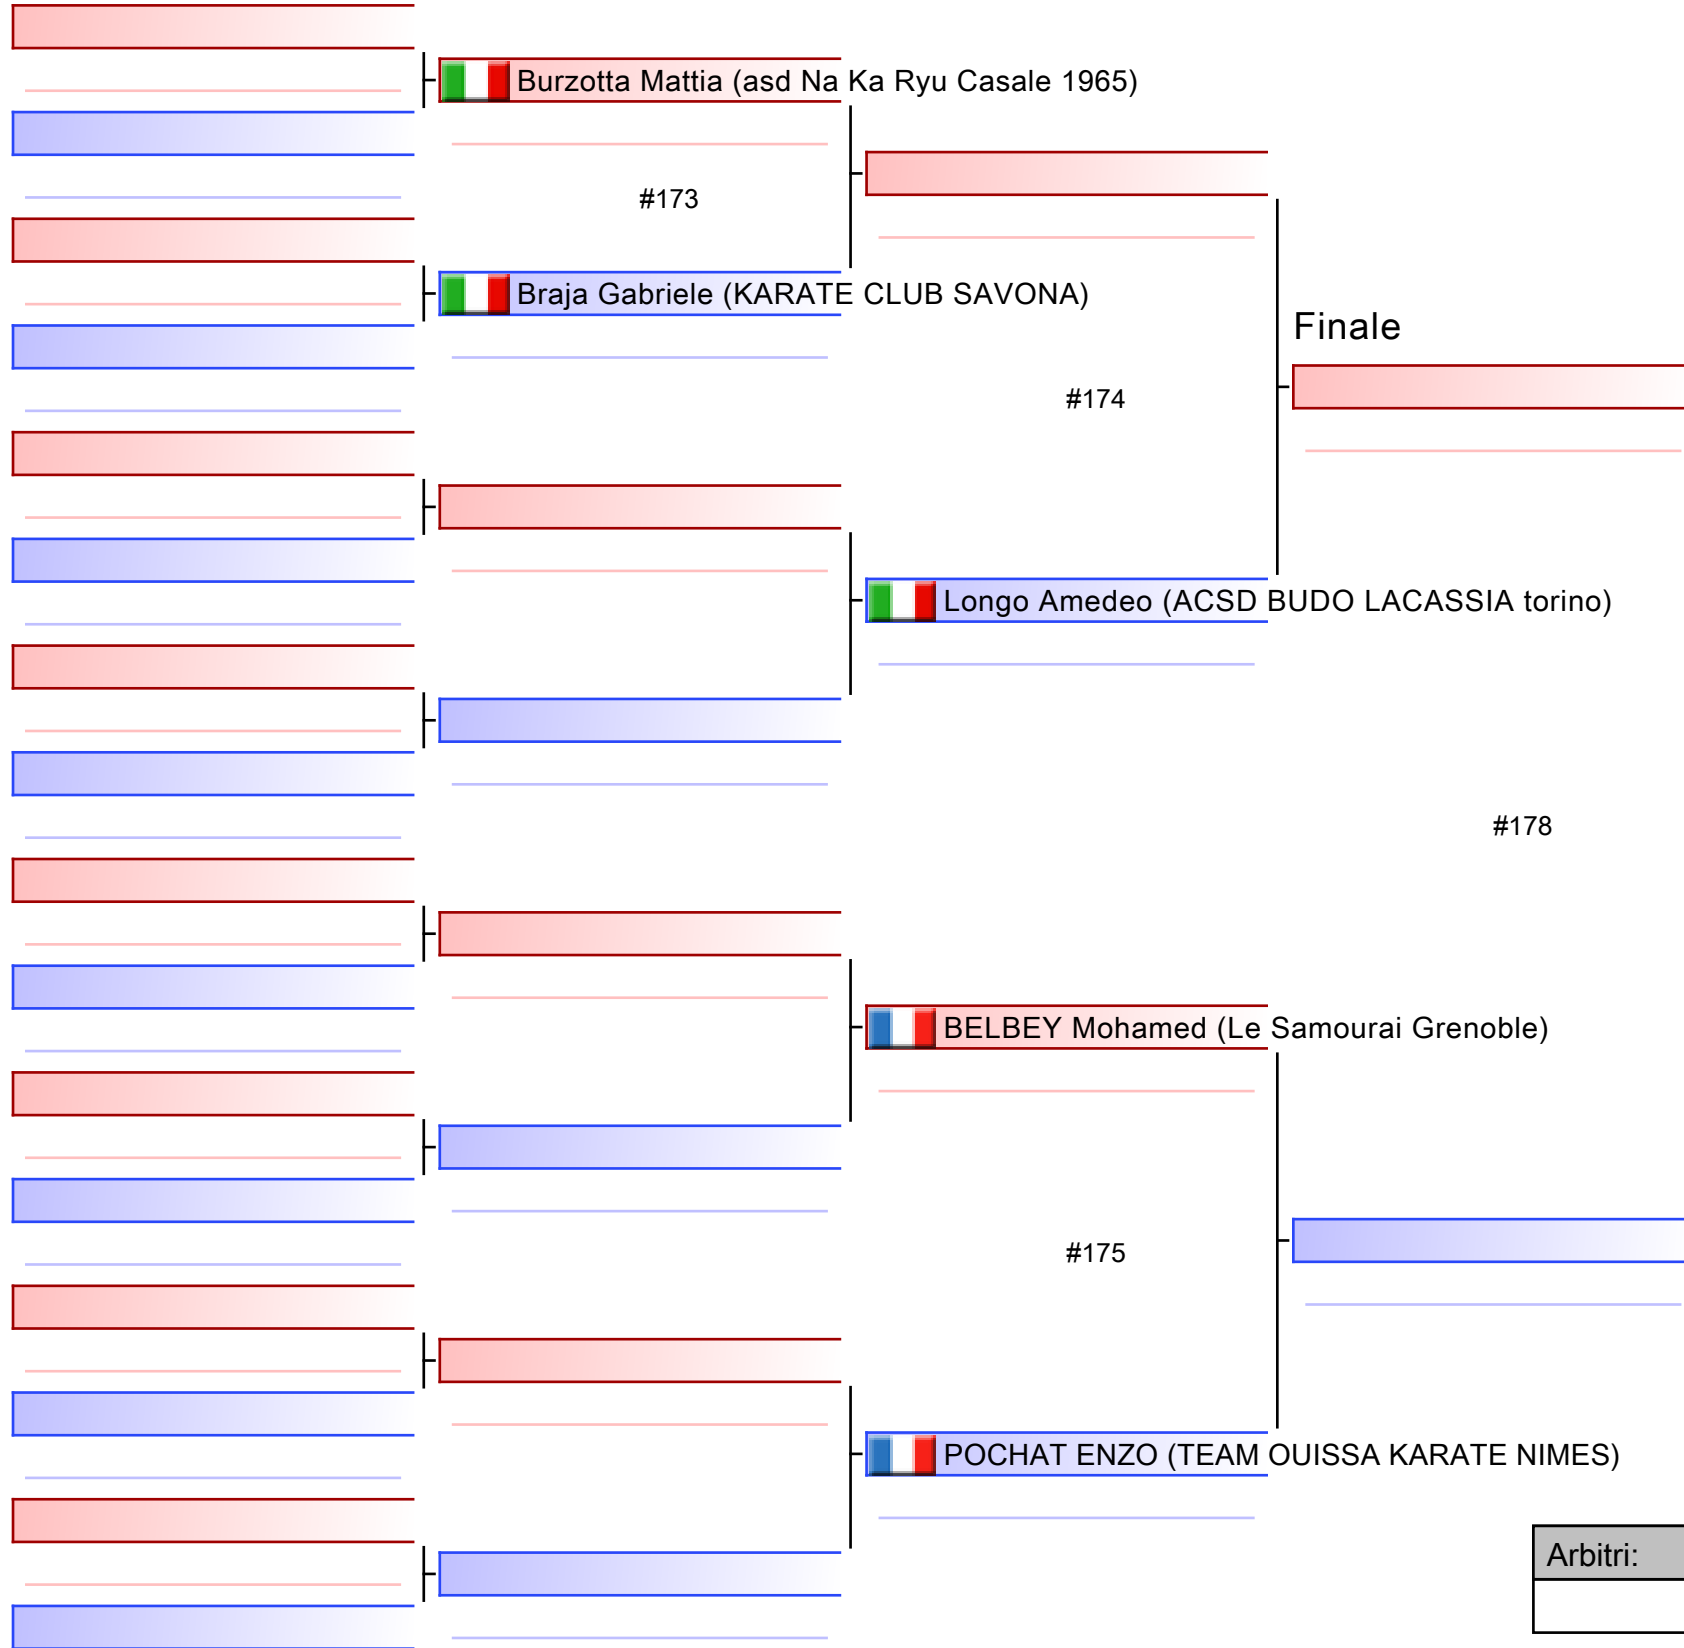 Burzotta Mattia (asd Na Ka Ryu Casale 1965)
#173
Braja Gabriele (KARATE CLUB SAVONA)
Finale
#174
Longo Amedeo (ACSD BUDO LACASSIA torino)
#178
BELBEY Mohamed (Le Samourai Grenoble)
#175
POCHAT ENZO (TEAM OUISSA KARATE NIMES)
Arbitri: